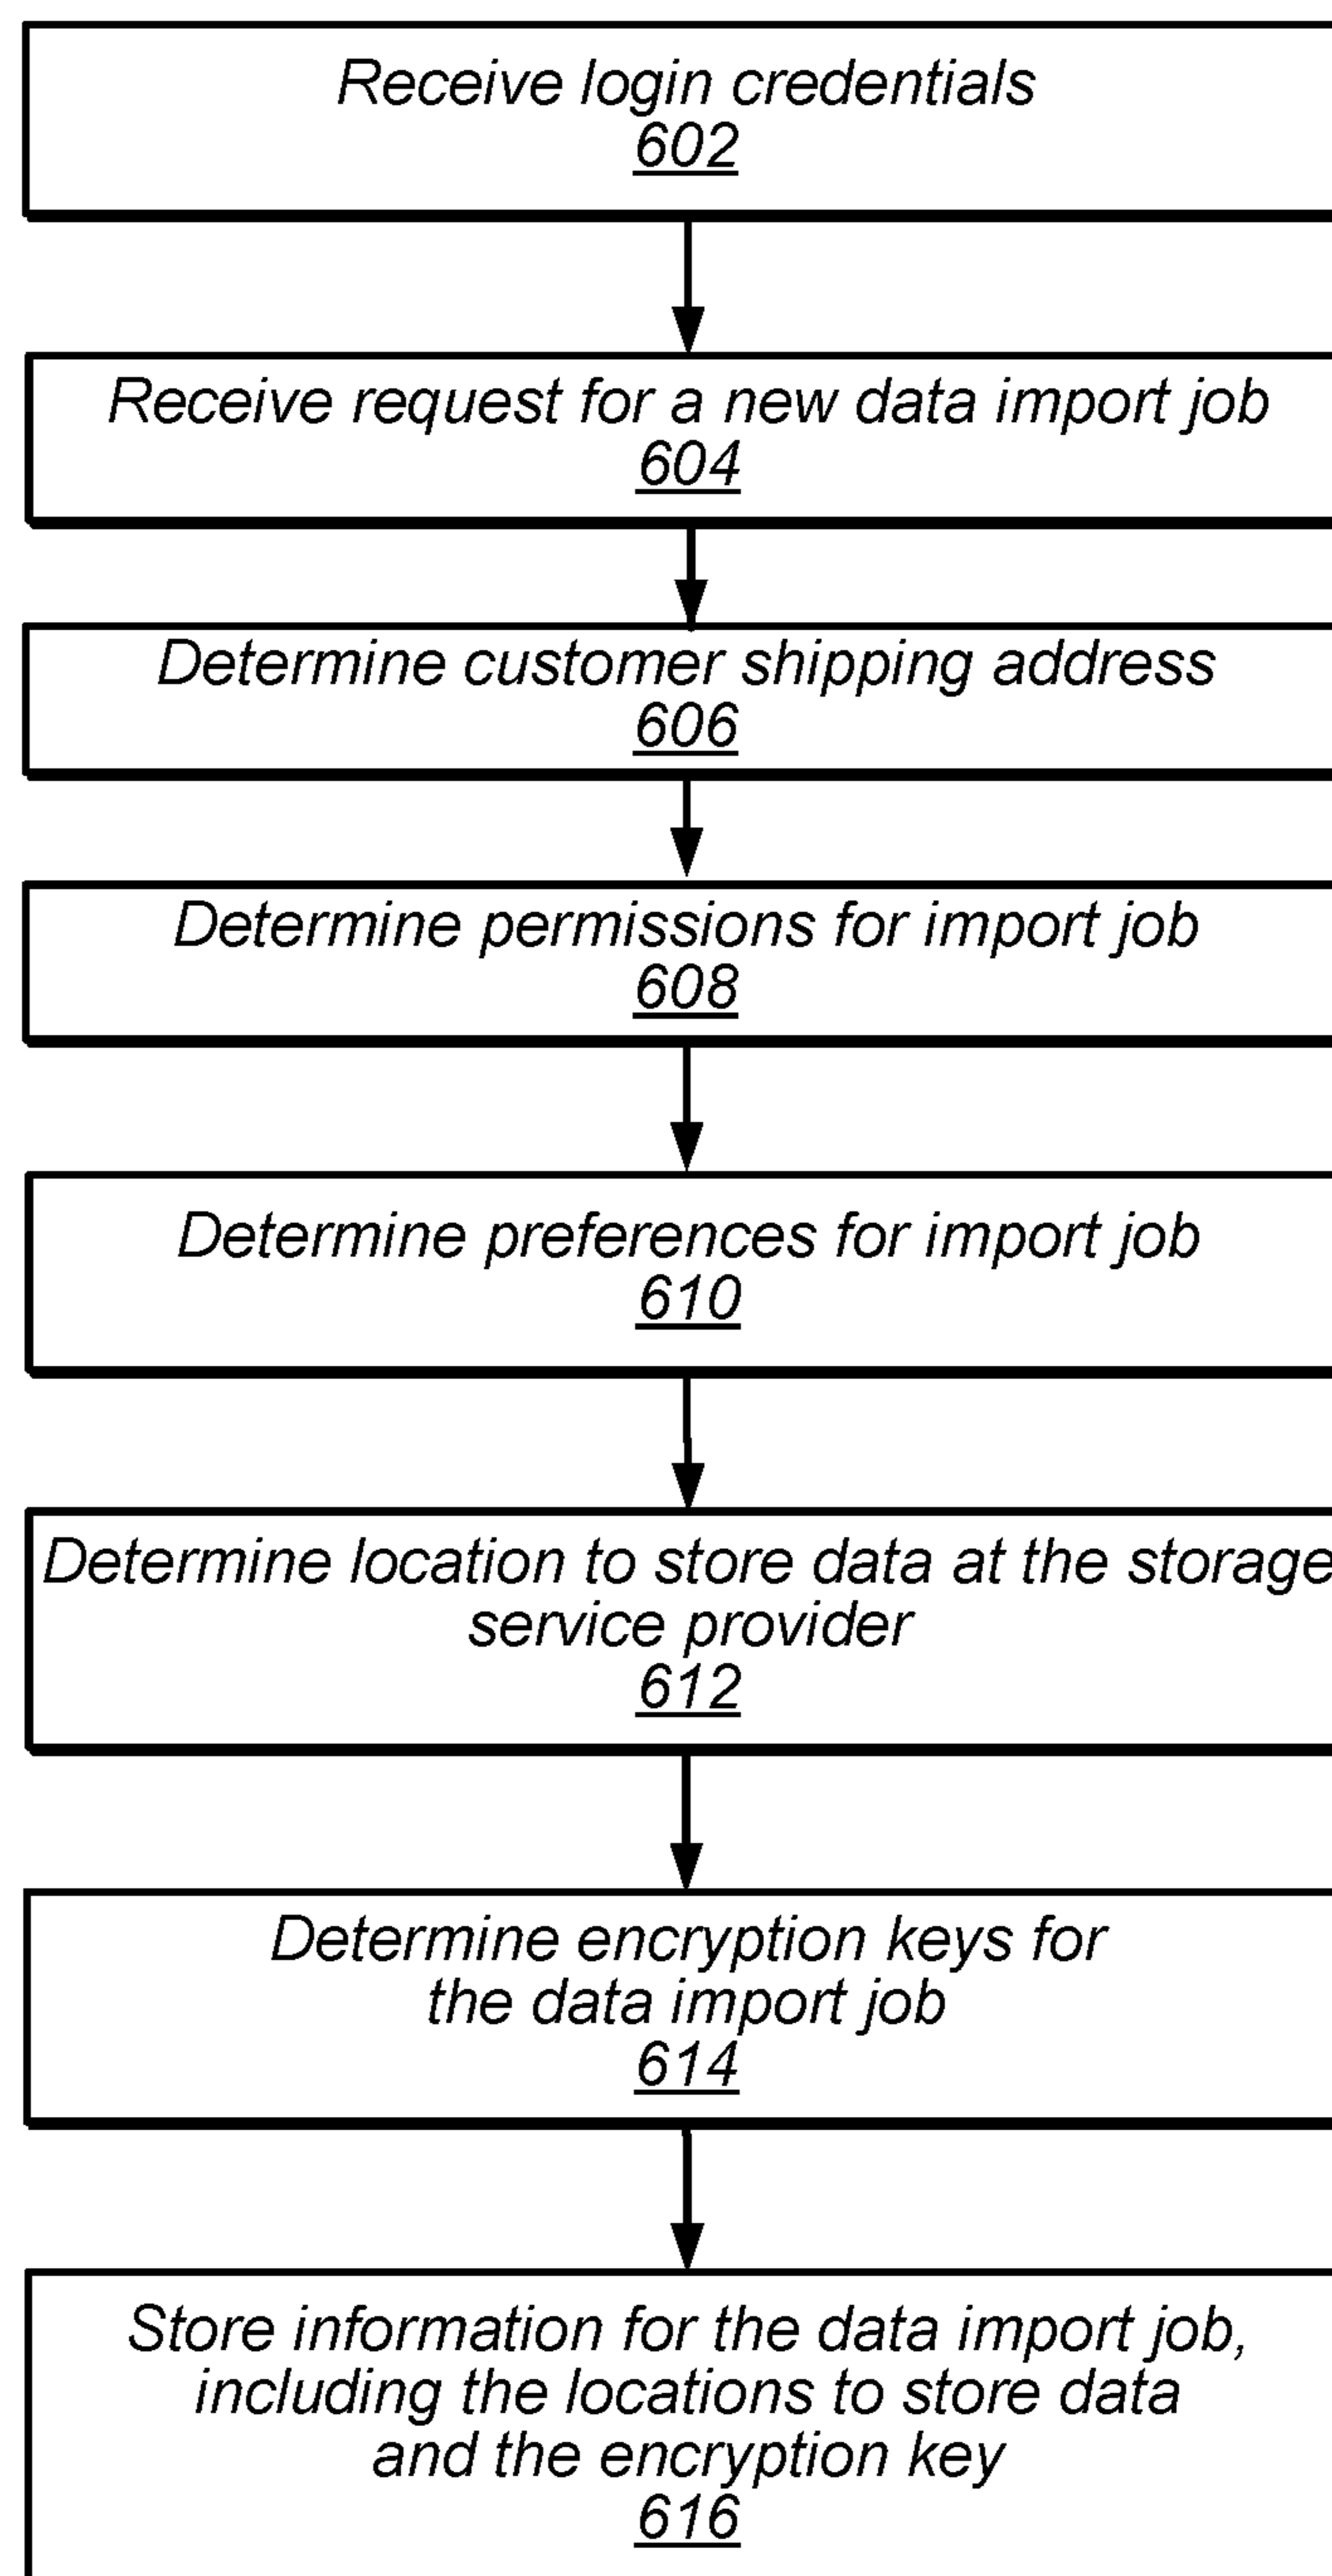 Receive login credentials
602
Receive request for a new data import job
604
Determine customer shipping address
606
Determine permissions for import job
608
Determine preferences for import job
610
Determine location to store data at the storage
service provider
612
Determine encryption keys for
the data import job
614
Store information for the data import job,
including the locations to store data
and the encryption key
616